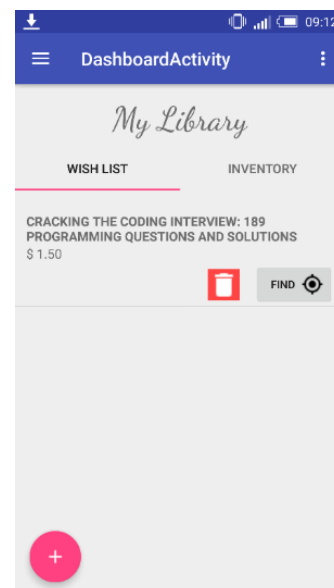 09:12
DashboardActivity
My Library
WISH LIST
INVENTORY
CRACKING THE CODING INTERVIEW: 189
PROGRAMMING QUESTIONS AND SOLUTIONS
$ 1.50
FIND
+